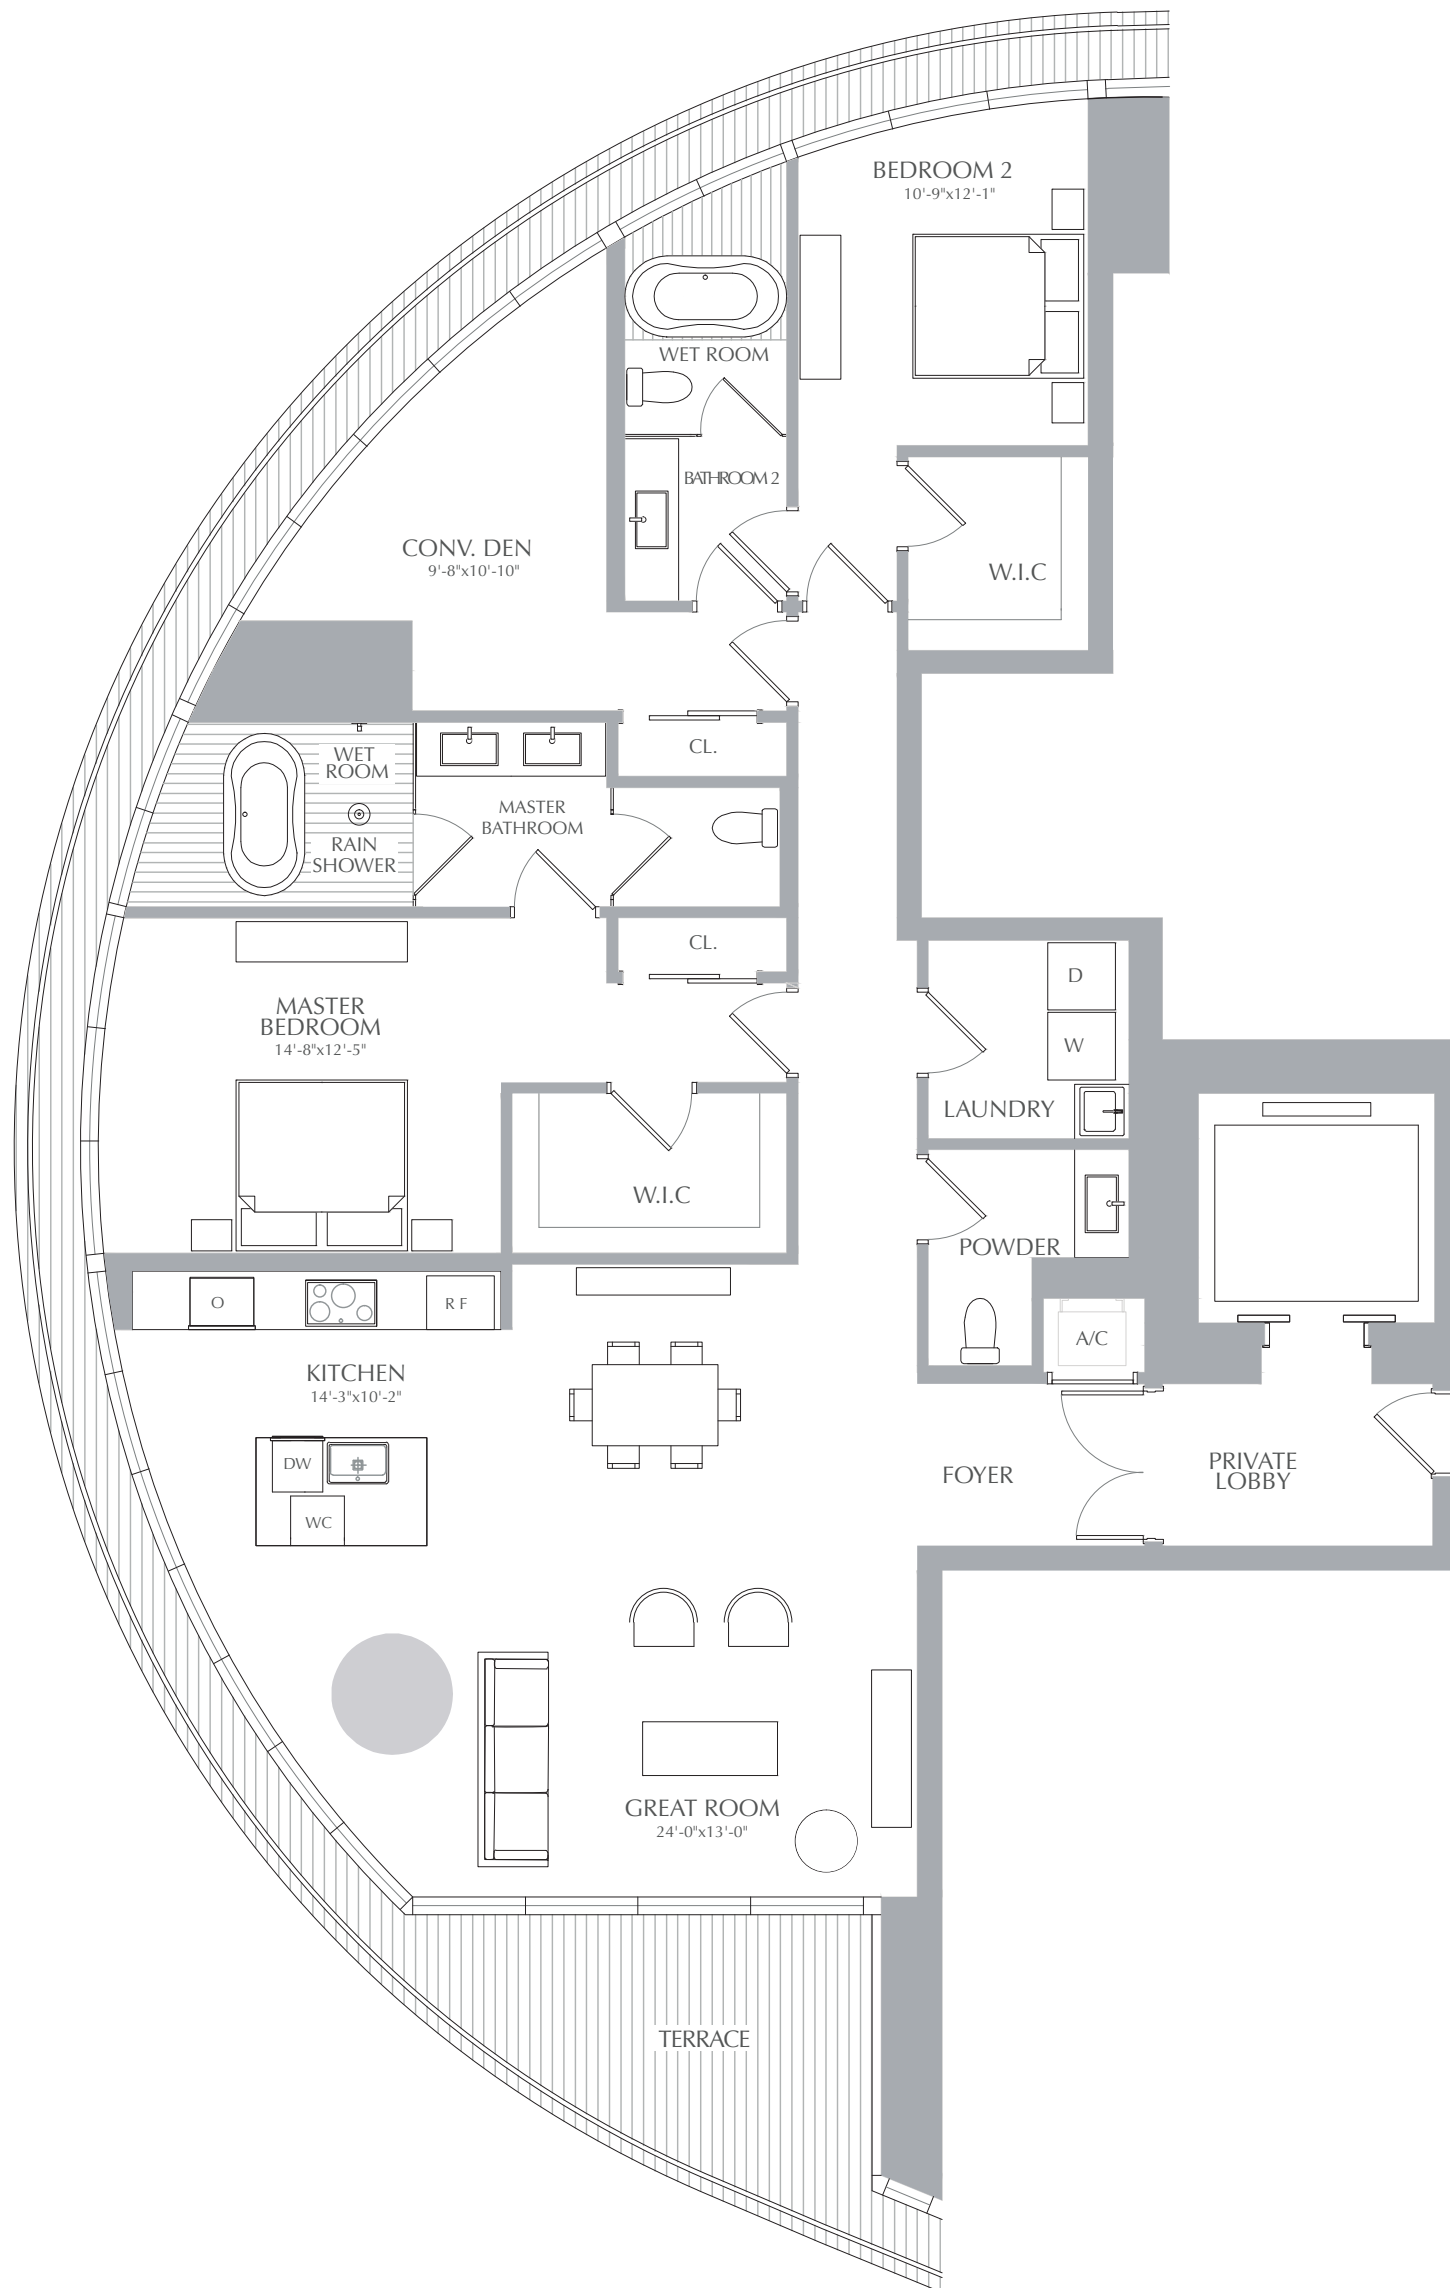 BEDROOM 2
10'-9"x12'-1"
WET ROOM
BATHROOM 2
CONV. DEN
9'-8"x10'-10"
W.I.C
CL.
WET
ROOM
RAIN
SHOWER
MASTER
BATHROOM
CL.
MASTER
BEDROOM
14'-8"x12'-5"
D
W
LAUNDRY
W.I.C
POWDER
O
R F
A/C
KITCHEN
14'-3"x10'-2"
DW
WC
FOYER
PRIVATE
LOBBY
GREAT ROOM
24'-0"x13'-0"
TERRACE